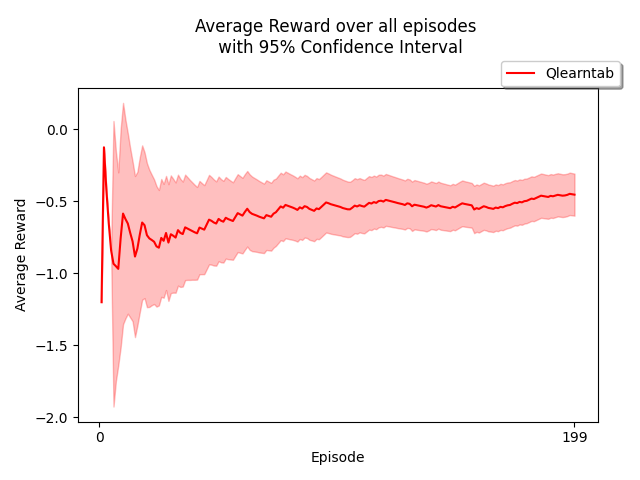 Average Reward over all episodes
with 95% Confidence Interval
Qlearntab
Average Reward
0.0
−0.5
−1.0
−1.5
−2.0
0
199
Episode